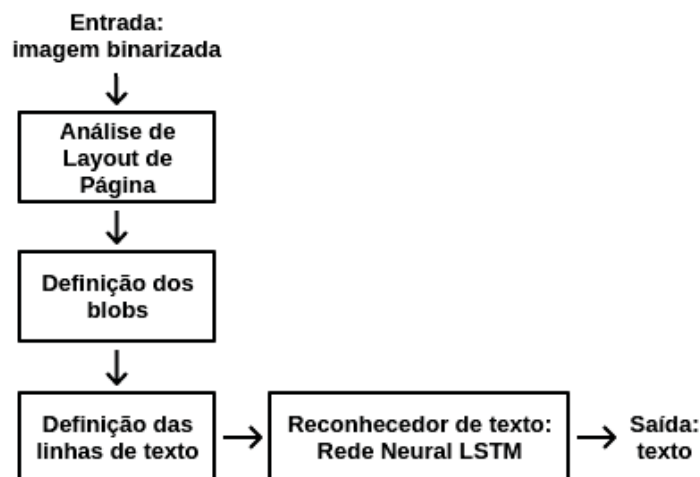 Entrada:
imagem binarizada
Análise de
Layout de
Página
Definição dos
blobs
Definição das
linhas de texto
Reconhecedor de texto:
Rede Neural LSTM
Saída:
texto